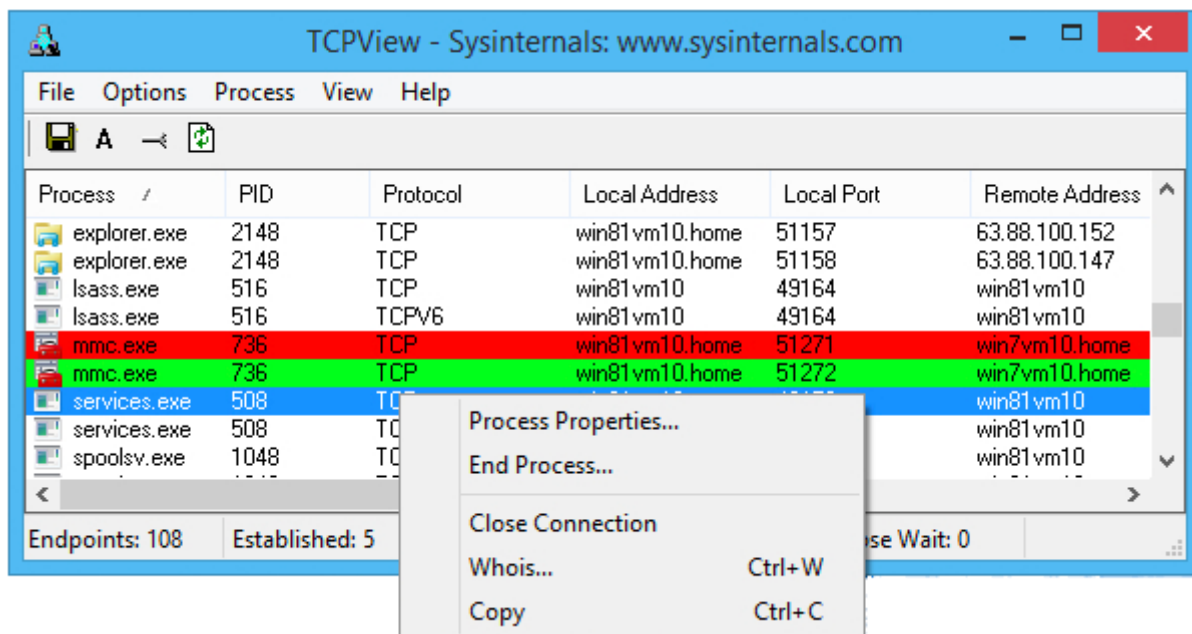 TCPView - Sysinternals: www.sysinternals.com
File Options Process View Help
A
Process / PID Protocol Local Address Local Port Remote Address
explorer.exe 2148 TCP win81vm10.home 51157 63.88.100.152
explorer.exe 2148 TCP win81vm10.home 51158 63.88.100.147
lsass.exe 516 TCP win81vm10 49164 win81vm10
lsass.exe 516 TCPV6 win81vm10 49164 win81vm10
mmc.exe 736 TCP win81vm10.home 51271 win7vm10.home
mmc.exe 736 TCP win81vm10.home 51272 win7vm10.home
services.exe 508 win81vm10
services.exe 508 win81vm10
spoolsv.exe 1048 win81vm10
Process Properties...
End Process...
Close Connection
Whois... Ctrl+W
Copy Ctrl+C
Endpoints: 108 Established: 5 Wait: 0